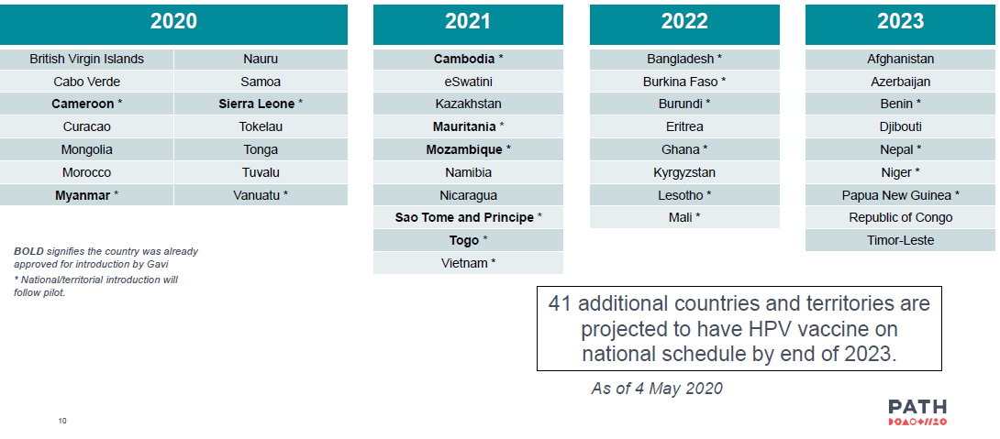 2020
British Virgin Islands Nauru
Cabo Verde Samoa
Cameroon * Sierra Leone *
Curacao Tokelau
Mongolia Tonga
Morocco Tuvalu
Myanmar * Vanuatu *
2021
Cambodia *
eSwatini
Kazakhstan
Mauritania *
Mozambique *
Namibia
Nicaragua
Sao Tome and Principe *
Togo *
Vietnam *
2022
Bangladesh *
Burkina Faso *
Burundi *
Eritrea
Ghana *
Kyrgyzstan
Lesotho *
Mali *
2023
Afghanistan
Azerbaijan
Benin *
Djibouti
Nepal *
Niger *
Papua New Guinea *
Republic of Congo
Timor-Leste
BOLD signifies the country was already
approved for introduction by Gavi
* National/territorial introduction will
follow pilot.
41 additional countries and territories are
projected to have HPV vaccine on
national schedule by end of 2023.
As of 4 May 2020
10
PATH